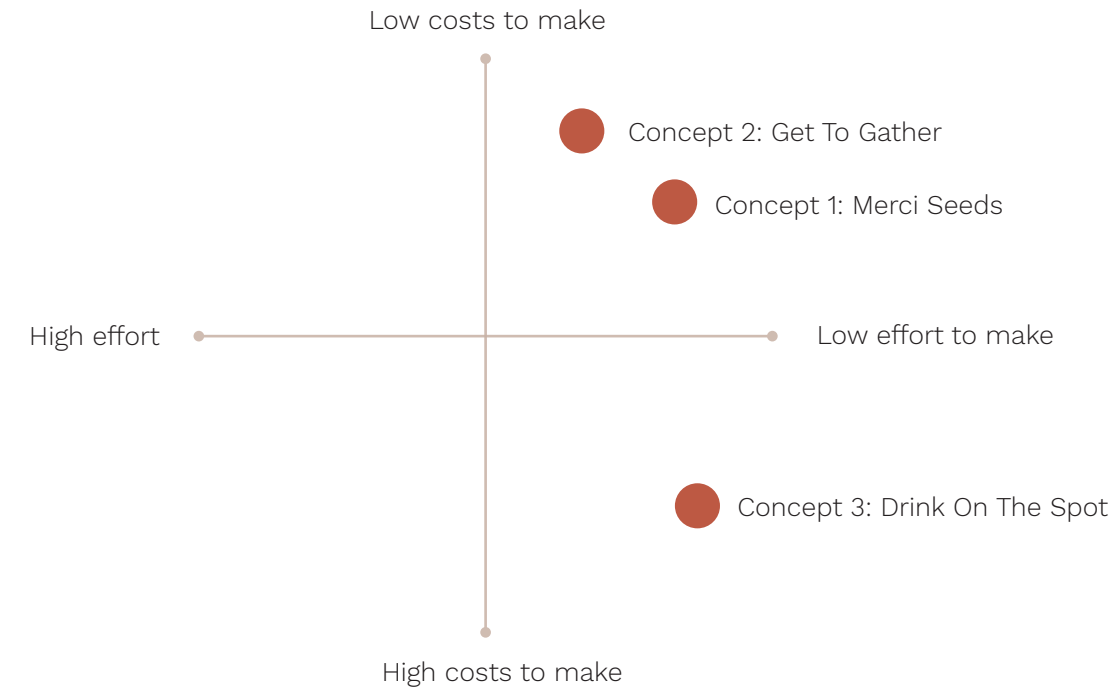 Low costs to make
Concept 2: Get To Gather
Concept 1: Merci Seeds
High effort
Low effort to make
Concept 3: Drink On The Spot
High costs to make